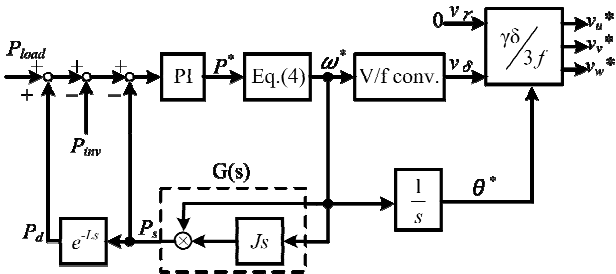 P_load + + + + − −
P_inv
PI
P*
Eq.(4)
ω*
V/f conv.
0 v_γ
v_δ
γδ/3f
v_u*
v_v*
v_w*
G(s)
P_d
e^-Ls
P_s
×
Js
1/s
θ*